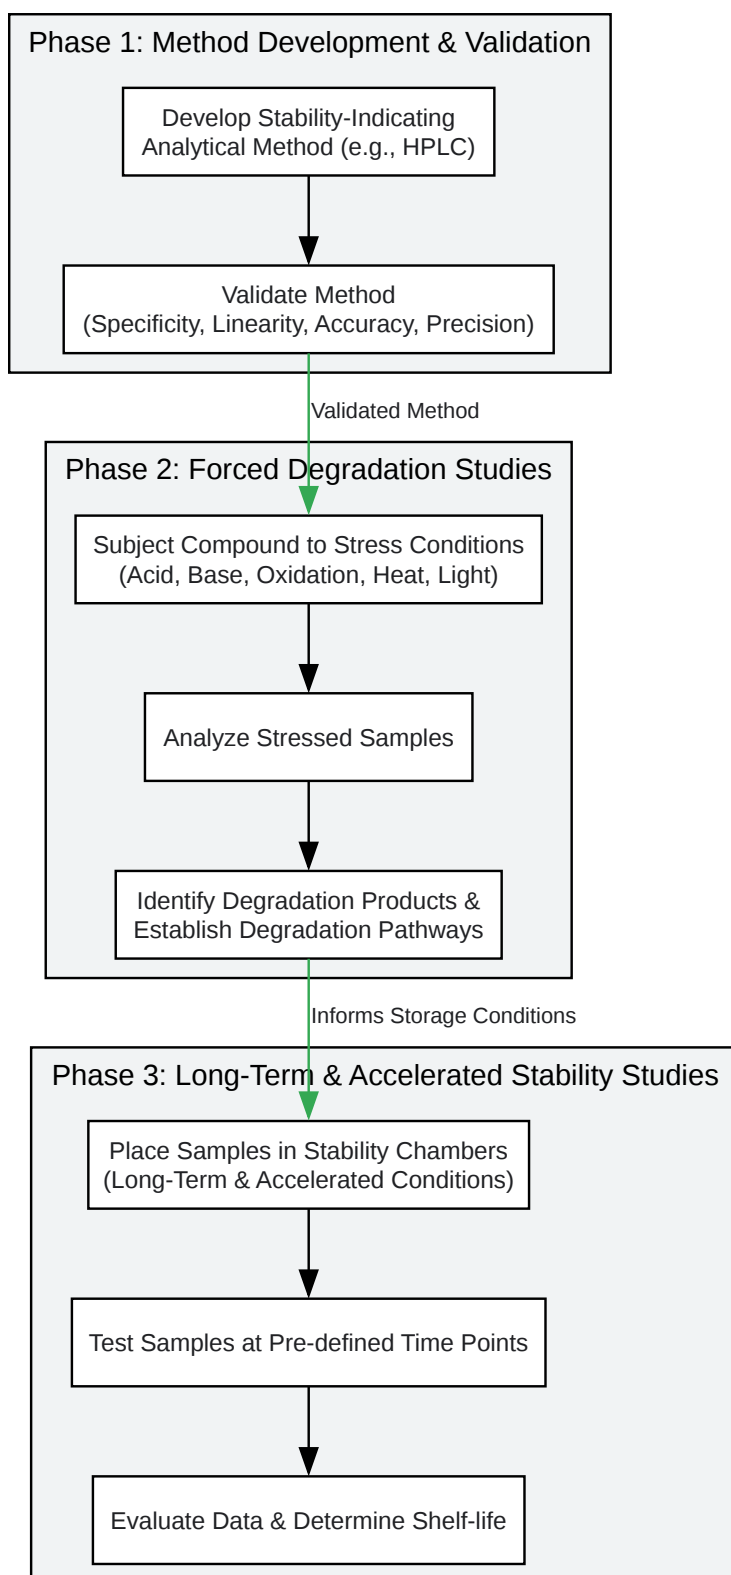 Phase 1: Method Development & Validation
Develop Stability-Indicating
Analytical Method (e.g., HPLC)
Validate Method
(Specificity, Linearity, Accuracy, Precision)
Validated Method
Phase 2: Forced Degradation Studies
Subject Compound to Stress Conditions
(Acid, Base, Oxidation, Heat, Light)
Analyze Stressed Samples
Identify Degradation Products &
Establish Degradation Pathways
Informs Storage Conditions
Phase 3: Long-Term & Accelerated Stability Studies
Place Samples in Stability Chambers
(Long-Term & Accelerated Conditions)
Test Samples at Pre-defined Time Points
Evaluate Data & Determine Shelf-life